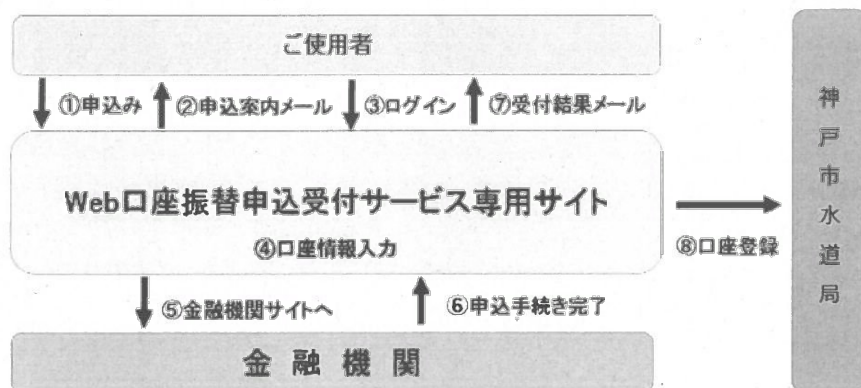 ご使用者
①申込み ②申込案内メール ③ログイン ⑦受付結果メール
Web口座振替申込受付サービス専用サイト
④口座情報入力
⑧口座登録
⑤金融機関サイトへ ⑥申込手続き完了
金融機関
神戸市水道局